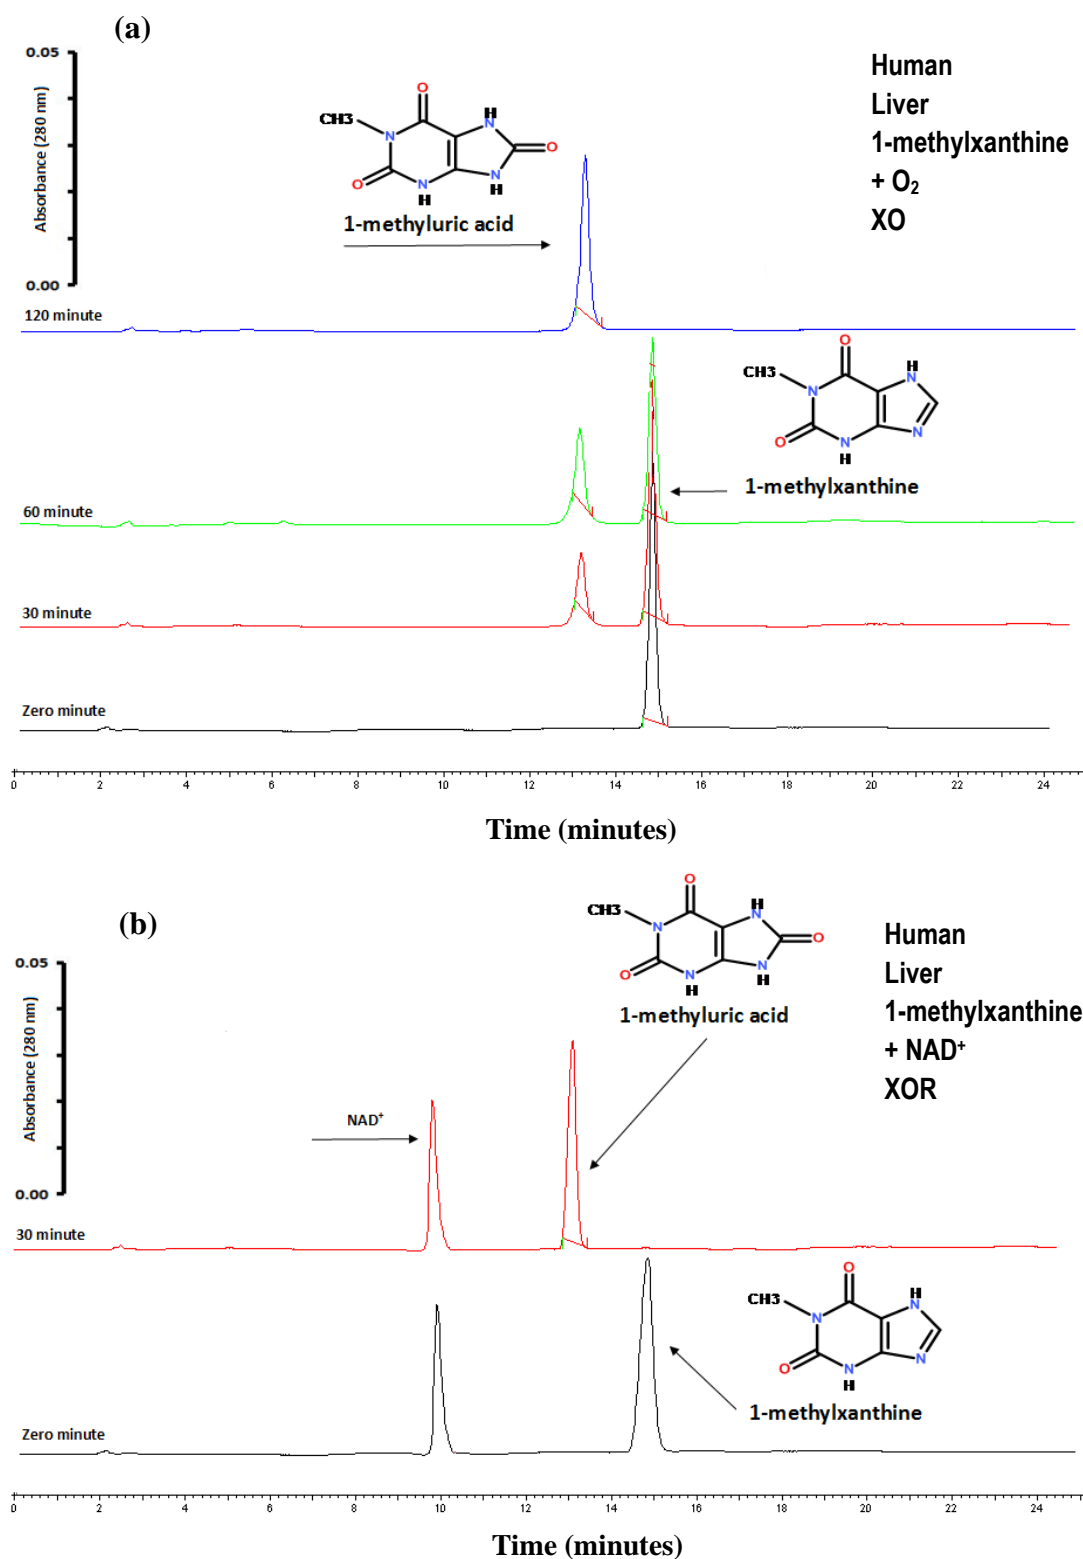 (a)
0.05
Absorbance (280 nm)
0.00
Human
Liver
1-methylxanthine
+ O₂
XO
O
CH3
N
H
N
O
O
N
H
N
H
1-methyluric acid
120 minute
O
CH3
N
H
N
O
N
H
N
1-methylxanthine
60 minute
30 minute
Zero minute
0 2 4 6 8 10 12 14 16 18 20 22 24
Time (minutes)
(b)
0.05
Absorbance (280 nm)
0.00
O
CH3
N
H
N
O
O
N
H
N
H
1-methyluric acid
Human
Liver
1-methylxanthine
+ NAD⁺
XOR
NAD⁺
30 minute
O
CH3
N
H
N
O
N
H
N
1-methylxanthine
Zero minute
0 2 4 6 8 10 12 14 16 18 20 22 24
Time (minutes)